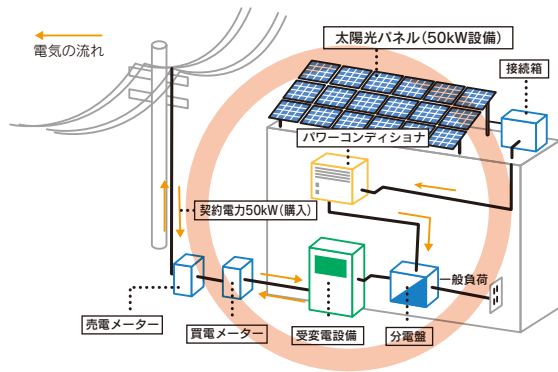 電気の流れ
太陽光パネル（50kW設備）
接続箱
パワーコンディショナ
契約電力50kW（購入）
一般負荷
売電メーター
買電メーター
受変電設備
分電盤